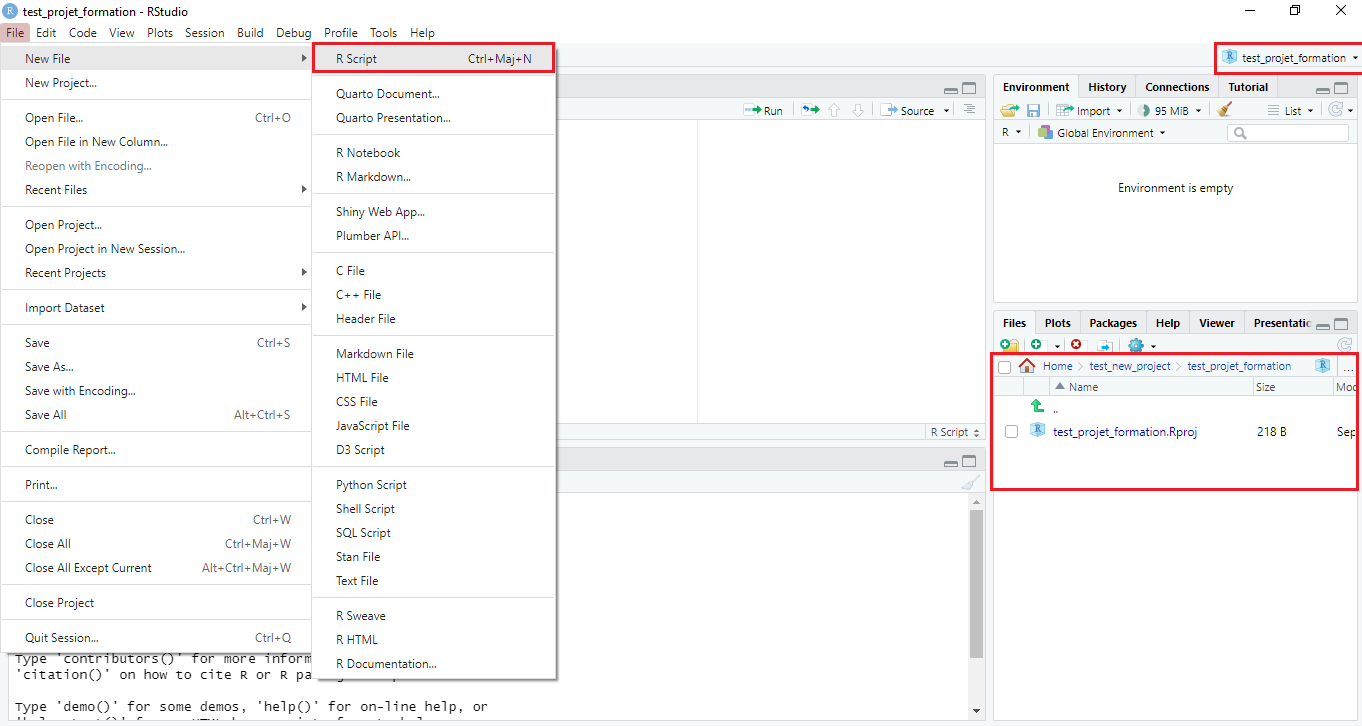 test_projet_formation - RStudio
File Edit Code View Plots Session Build Debug Profile Tools Help
New File
New Project...
Open File... Ctrl+O
Open File in New Column...
Reopen with Encoding...
Recent Files
Open Project...
Open Project in New Session...
Recent Projects
Import Dataset
Save Ctrl+S
Save As...
Save with Encoding...
Save All Alt+Ctrl+S
Compile Report...
Print...
Close Ctrl+W
Close All Ctrl+Maj+W
Close All Except Current Alt+Ctrl+Maj+W
Close Project
Quit Session... Ctrl+Q
R Script Ctrl+Maj+N
Quarto Document...
Quarto Presentation...
R Notebook
R Markdown...
Shiny Web App...
Plumber API...
C File
C++ File
Header File
Markdown File
HTML File
CSS File
JavaScript File
D3 Script
Python Script
Shell Script
SQL Script
Stan File
Text File
R Sweave
R HTML
R Documentation...
Run Source
R Script
Type 'contributors()' for more inform
'citation()' on how to cite R or R pa
Type 'demo()' for some demos, 'help()' for on-line help, or
test_projet_formation
Environment History Connections Tutorial
Import 95 MiB List
R Global Environment
Environment is empty
Files Plots Packages Help Viewer Presentatio
Home test_new_project test_projet_formation ...
Name Size Mod
..
test_projet_formation.Rproj 218 B Sep